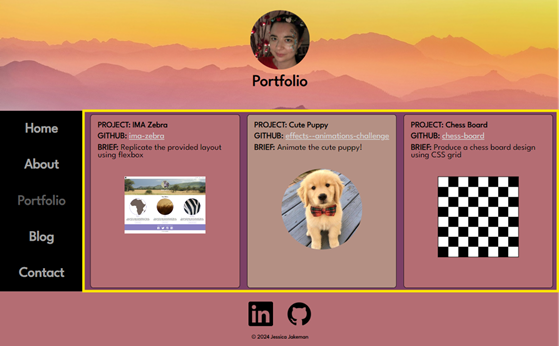 Portfolio
Home
About
Portfolio
Blog
Contact
PROJECT: IMA Zebra
GITHUB: ima-zebra
BRIEF: Replicate the provided layout
using flexbox
PROJECT: Cute Puppy
GITHUB: effects--animations-challenge
BRIEF: Animate the cute puppy!
PROJECT: Chess Board
GITHUB: chess-board
BRIEF: Produce a chess board design
using CSS grid
in
© 2024 Jessica Jakeman